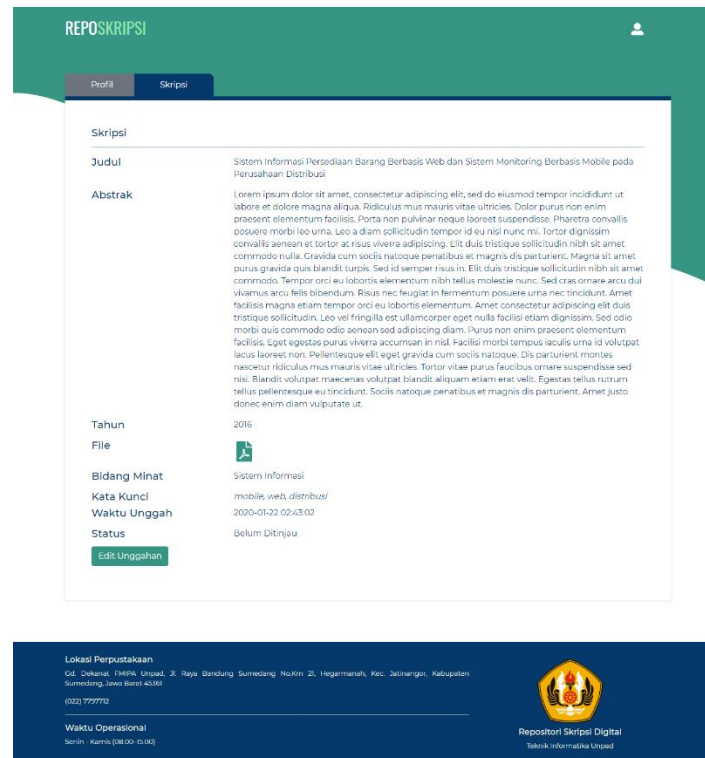 REPOSKRIPSI
Profil
Skripsi
Skripsi
Judul
Sistem Informasi Persediaan Barang Berbasis Web dan Sistem Monitoring Berbasis Mobile pada
Perusahaan Distribusi
Abstrak
Lorem ipsum dolor sit amet, consectetur adipiscing elit, sed do eiusmod tempor incididunt ut
labore et dolore magna aliqua. Ridiculus mus mauris vitae ultricies. Dolor purus non enim
praesent elementum facilisis. Porta non pulvinar neque laoreet suspendisse. Pharetra convallis
posuere morbi leo urna. Leo a diam sollicitudin tempor id eu nisl nunc mi. Tortor dignissim
convallis aenean et tortor at risus viverra adipiscing. Elit duis tristique sollicitudin nibh sit amet
commodo nulla. Gravida cum sociis natoque penatibus et magnis dis parturient. Magna sit amet
purus gravida quis blandit turpis. Sed id semper risus in. Elit duis tristique sollicitudin nibh sit amet
commodo. Tempor orci eu lobortis elementum nibh tellus molestie nunc. Sed cras ornare arcu dui
vivamus arcu felis bibendum. Risus nec feugiat in fermentum posuere urna nec tincidunt. Amet
facilisis magna etiam tempor orci eu lobortis elementum. Amet consectetur adipiscing elit duis
tristique sollicitudin. Leo vel fringilla est ullamcorper eget nulla facilisi etiam dignissim. Sed odio
morbi quis commodo odio aenean sed adipiscing diam. Purus non enim praesent elementum
facilisis. Eget egestas purus viverra accumsan in nisl. Facilisi morbi tempus iaculis urna id volutpat
lacus laoreet non. Pellentesque elit eget gravida cum sociis natoque. Dis parturient montes
nascetur ridiculus mus mauris vitae ultricies. Tortor vitae purus faucibus ornare suspendisse sed
nisi. Blandit volutpat maecenas volutpat blandit aliquam etiam erat velit. Egestas tellus rutrum
tellus pellentesque eu tincidunt. Sociis natoque penatibus et magnis dis parturient. Amet justo
donec enim diam vulputate ut.
Tahun
2016
File
Bidang Minat
Sistem Informasi
Kata Kunci
mobile, web, distribusi
Waktu Unggah
2020-01-22 02:43:02
Status
Belum Ditinjau
Edit Unggahan
Lokasi Perpustakaan
Gd. Dekanat FMIPA Unpad, Jl. Raya Bandung Sumedang No.Km 21, Hegarmanah, Kec. Jatinangor, Kabupaten
Sumedang, Jawa Barat 45361
(022) 7797712
Waktu Operasional
Senin - Kamis (08.00-15.00)
Repositori Skripsi Digital
Teknik Informatika Unpad